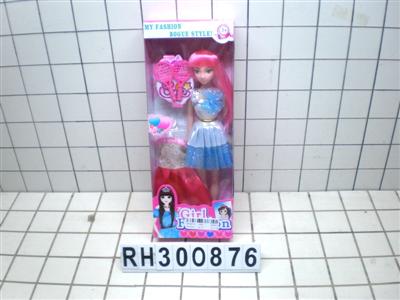 MY FASHION
ROGUE STYLE!
Girl
RH300876